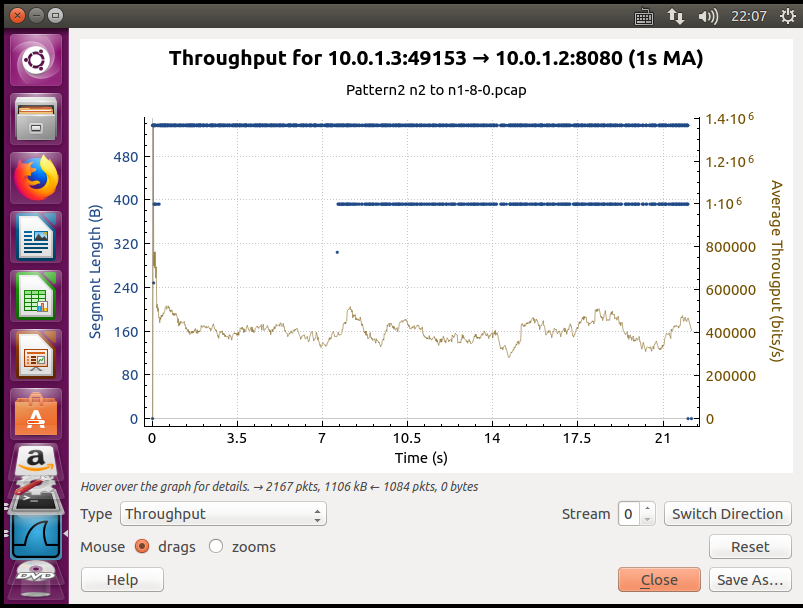 22:07
Throughput for 10.0.1.3:49153 → 10.0.1.2:8080 (1s MA)
Pattern2 n2 to n1-8-0.pcap
Segment Length (B)
480
400
320
240
160
80
0
1.4·10⁶
1.2·10⁶
1·10⁶
800000
600000
400000
200000
0
Average Througput (bits/s)
0 3.5 7 10.5 14 17.5 21
Time (s)
Hover over the graph for details. → 2167 pkts, 1106 kB ← 1084 pkts, 0 bytes
Type Throughput Stream 0 Switch Direction
Mouse drags zooms Reset
Help Close Save As…
A
a
DVD